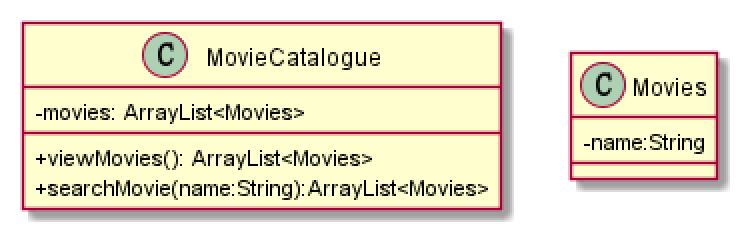 C MovieCatalogue
-movies: ArrayList<Movies>
+viewMovies(): ArrayList<Movies>
+searchMovie(name:String):ArrayList<Movies>
C Movies
-name:String